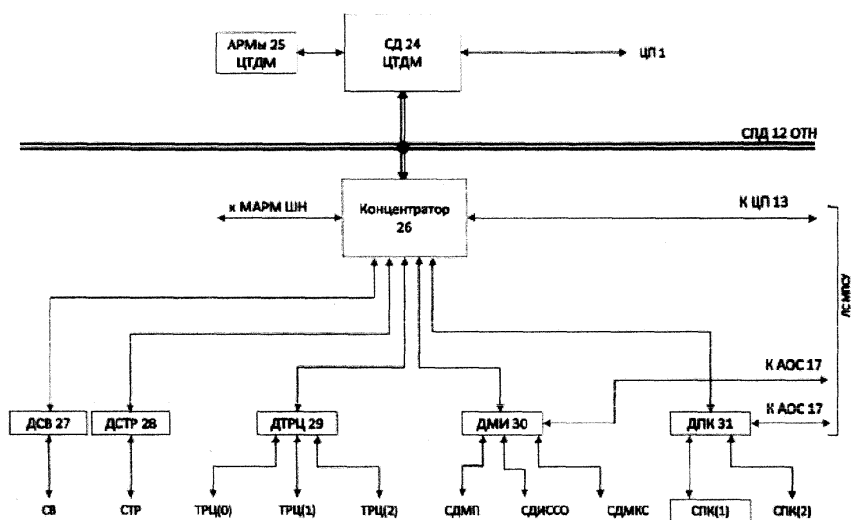 АРМы 25
ЦТДМ
СД 24
ЦТДМ
ЦП 1
СПД 12 ОТН
к МАРМ ШН
Концентратор
26
К ЦП 13
ЛС МПСУ
К АОС 17
К АОС 17
ДСВ 27
ДСТР 28
ДТРЦ 29
ДМИ 30
ДПК 31
СВ
СТР
ТРЦ(0)
ТРЦ(1)
ТРЦ(2)
СДМП
СДИССО
СДМКС
СПК(1)
СПК(2)